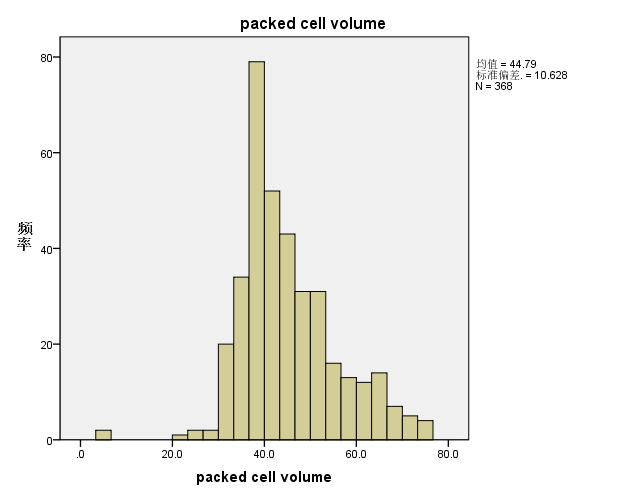 packed cell volume
均值 = 44.79
标准偏差. = 10.628
N = 368
80
60
40
20
0
频
率
.0 20.0 40.0 60.0 80.0
packed cell volume